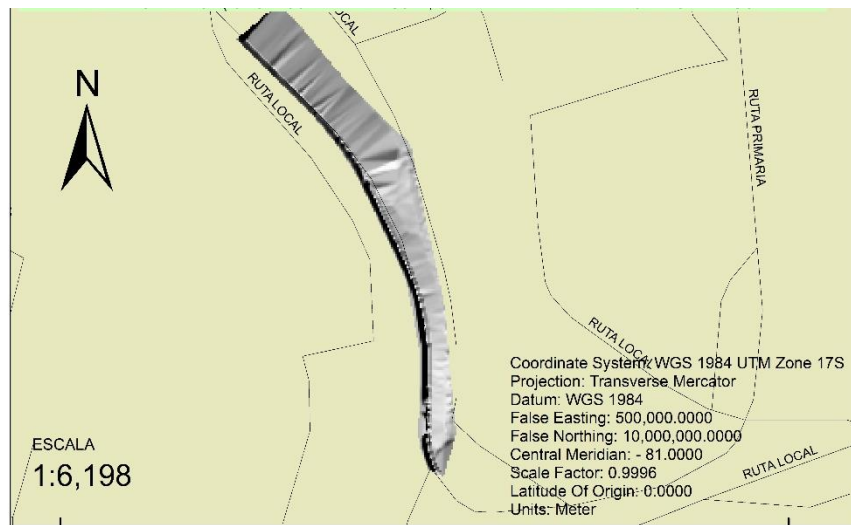 RUTA LOCAL
N
RUTA LOCAL
RUTA PRIMARIA
RUTA LOCAL
Coordinate System: WGS 1984 UTM Zone 17S
Projection: Transverse Mercator
Datum: WGS 1984
False Easting: 500,000.0000
False Northing: 10,000,000.0000
Central Meridian: - 81.0000
Scale Factor: 0.9996
Latitude Of Origin: 0.0000
Units: Meter
ESCALA
1:6,198
RUTA LOCAL